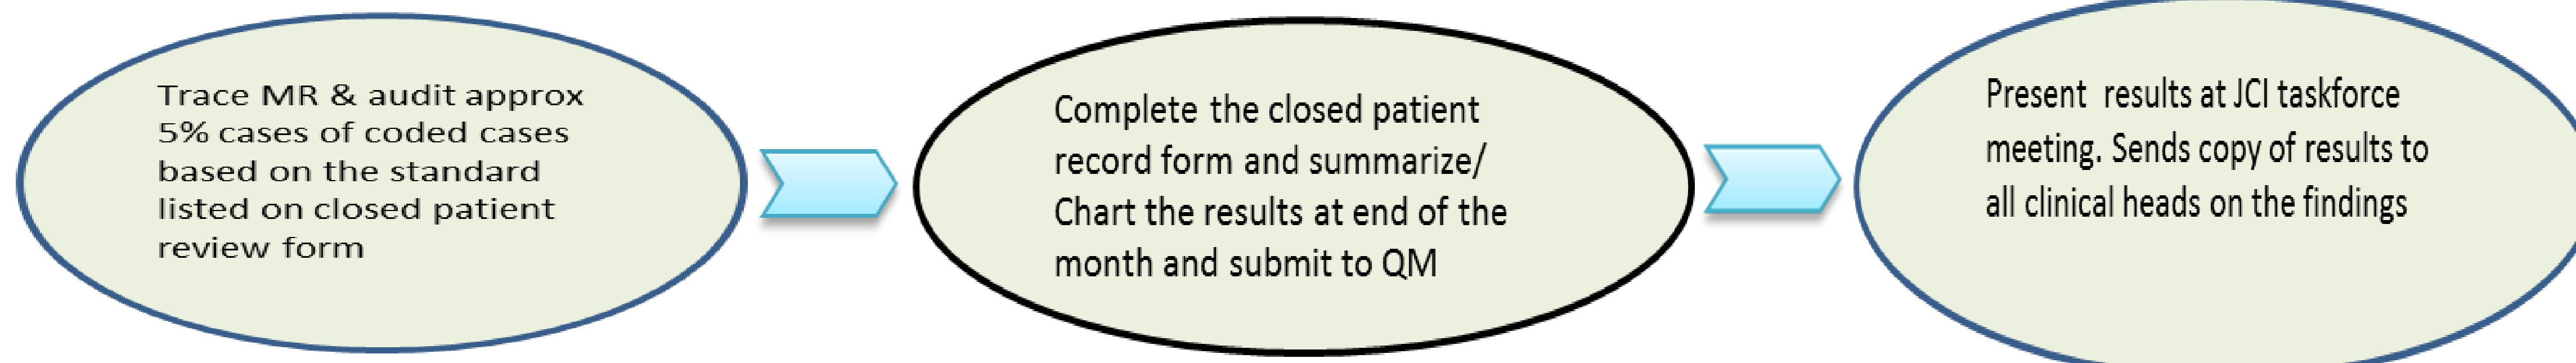 Trace MR & audit approx
5% cases of coded cases
based on the standard
listed on closed patient
review form
Complete the closed patient
record form and summarize/
Chart the results at end of the
month and submit to QM
Present results at JCI taskforce
meeting. Sends copy of results to
all clinical heads on the findings